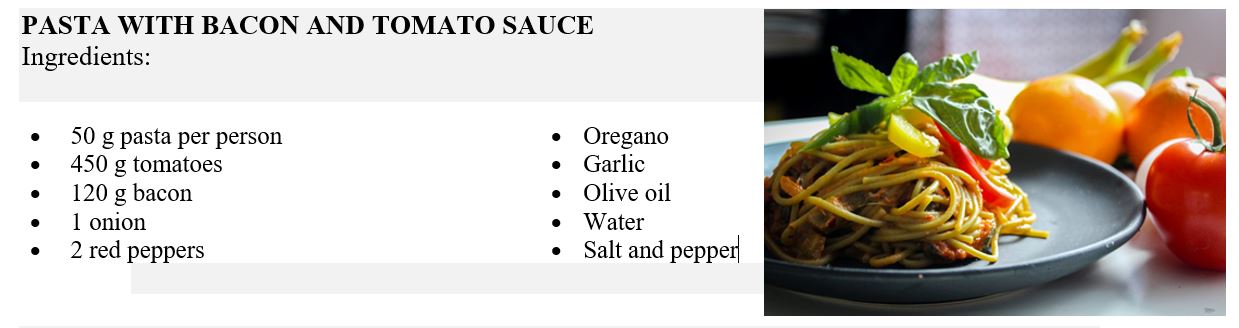 PASTA WITH BACON AND TOMATO SAUCE
Ingredients:
• 50 g pasta per person
• 450 g tomatoes
• 120 g bacon
• 1 onion
• 2 red peppers
• Oregano
• Garlic
• Olive oil
• Water
• Salt and pepper